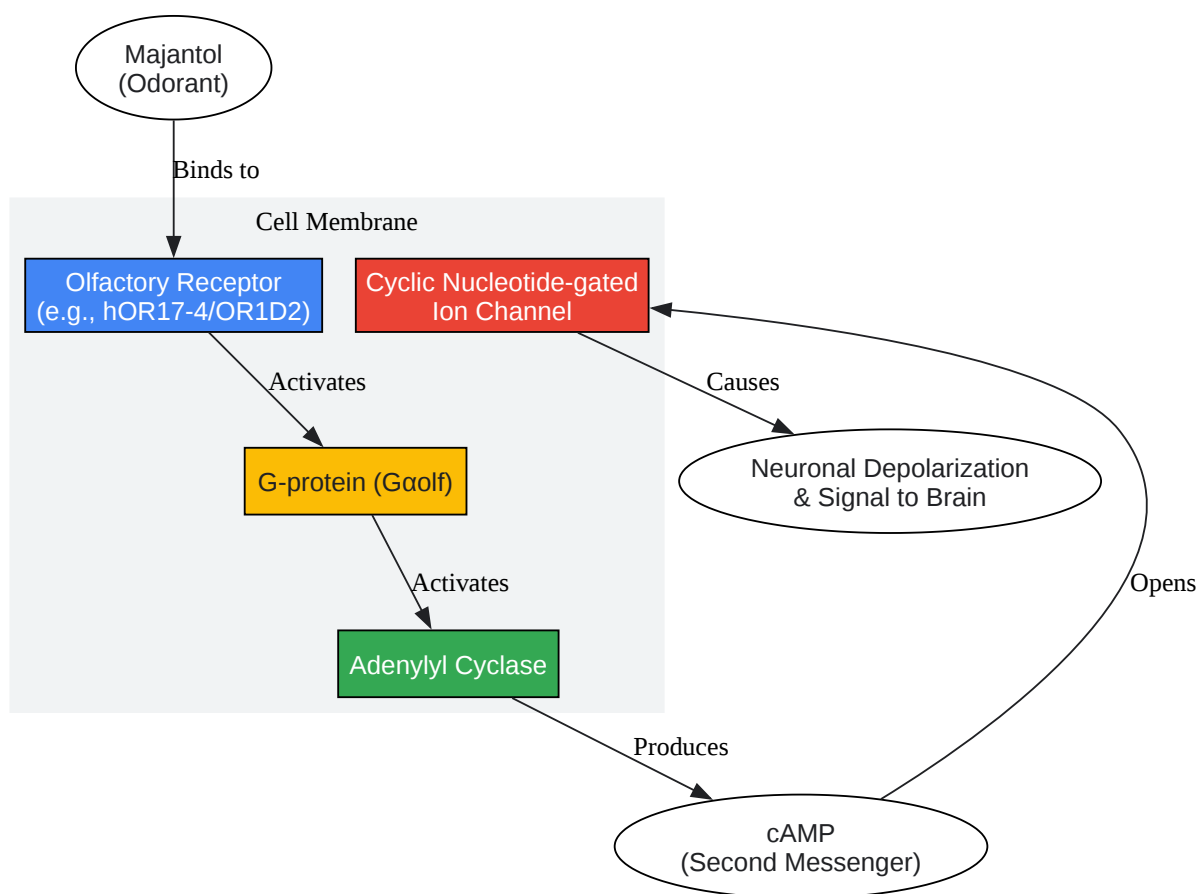 Majantol
(Odorant)
Binds to
Cell Membrane
Olfactory Receptor
(e.g., hOR17-4/OR1D2)
Cyclic Nucleotide-gated
Ion Channel
Activates
Causes
G-protein (Gαolf)
Neuronal Depolarization
& Signal to Brain
Activates
Opens
Adenylyl Cyclase
Produces
cAMP
(Second Messenger)